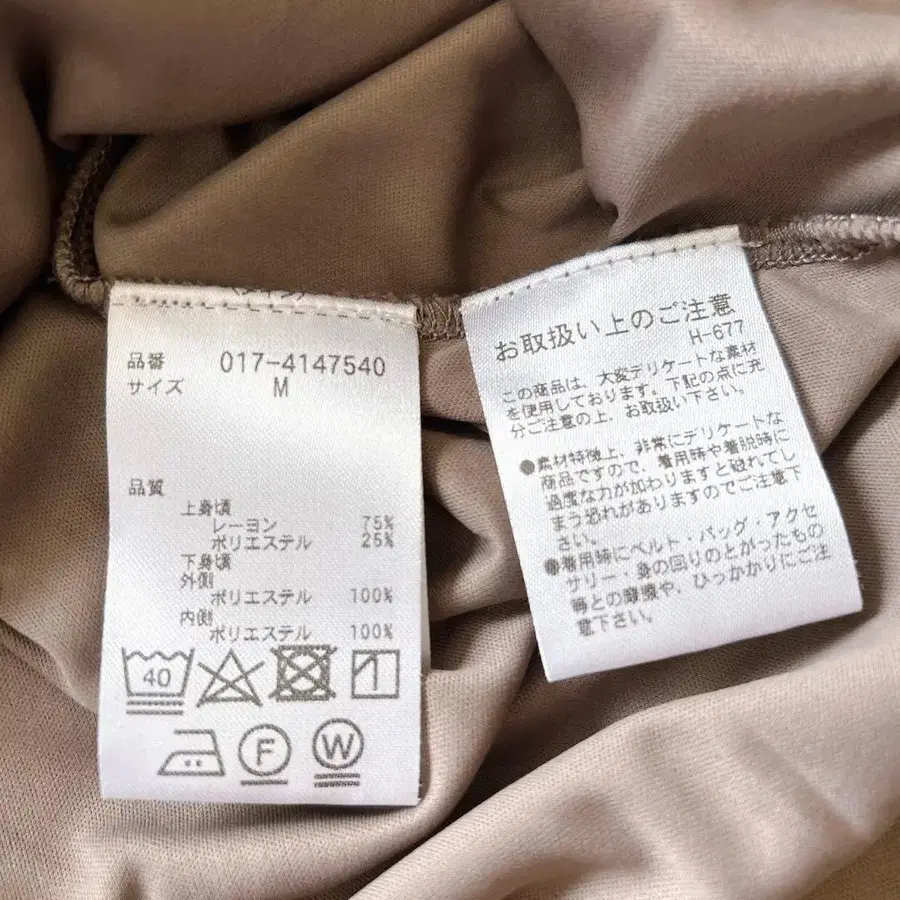 品番 017-4147540
サイズ M
品質
上身頃
レーヨン 75%
ポリエステル 25%
下身頃
外側
ポリエステル 100%
内側
ポリエステル 100%
40
F W
お取扱い上のご注意
H-677
この商品は、大変デリケートな素材
を使用しております。下記の点に充
分ご注意の上、お取扱い下さい。
●素材特徴上、非常にデリケートな
商品ですので、着用時や着脱時に
過度な力が加わりますと破れてし
まう恐れがありますのでご注意下
さい。
●着用時にベルト・バッグ・アクセ
サリー・身の回りのとがったもの
等との摩擦や、ひっかかりにご注
意下さい。